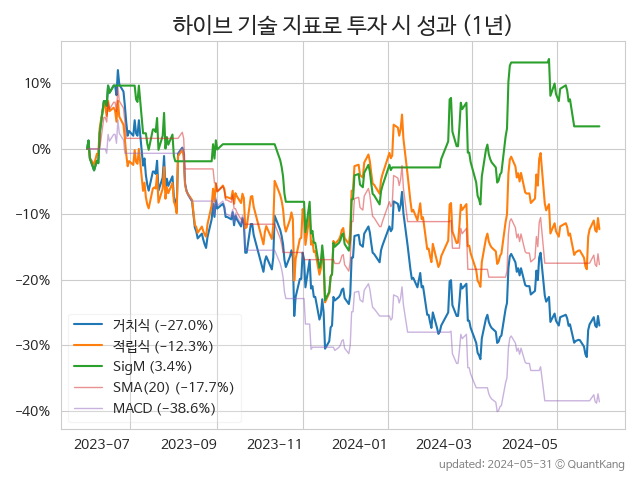 하이브 기술 지표로 투자 시 성과 (1년)
10%
0%
−10%
−20%
−30%
−40%
거치식 (−27.0%)
적립식 (−12.3%)
SigM (3.4%)
SMA(20) (−17.7%)
MACD (−38.6%)
2023-07
2023-09
2023-11
2024-01
2024-03
2024-05
updated: 2024-05-31 © QuantKang